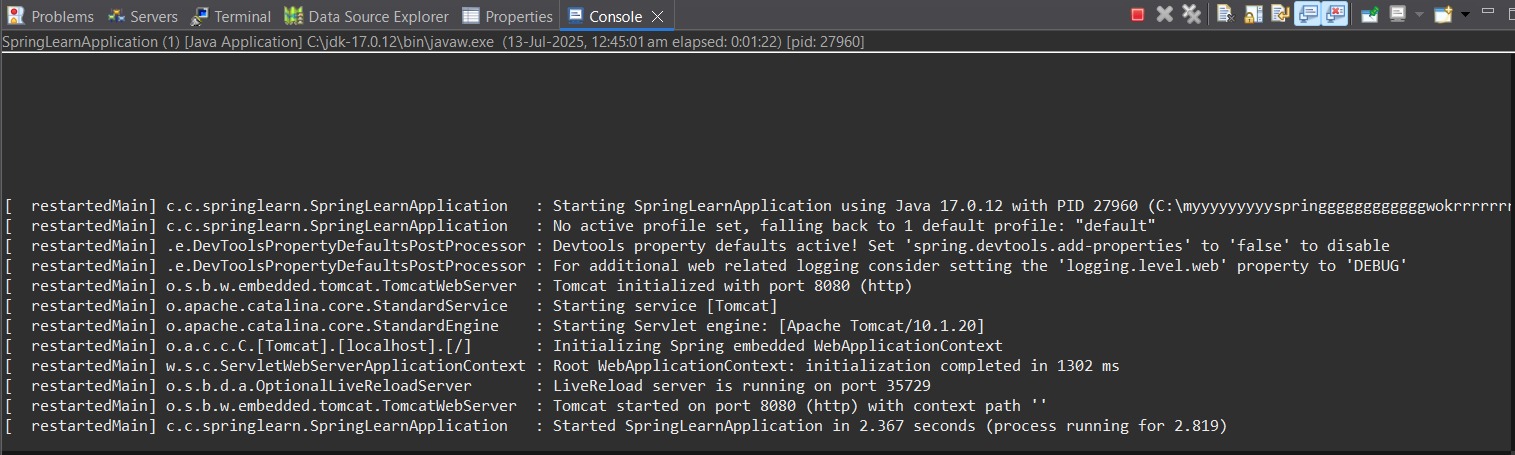 Problems Servers Terminal Data Source Explorer Properties Console
SpringLearnApplication (1) [Java Application] C:\jdk-17.0.12\bin\javaw.exe (13-Jul-2025, 12:45:01 am elapsed: 0:01:22) [pid: 27960]
[  restartedMain] c.c.springlearn.SpringLearnApplication   : Starting SpringLearnApplication using Java 17.0.12 with PID 27960
[  restartedMain] c.c.springlearn.SpringLearnApplication   : No active profile set, falling back to 1 default profile: "default"
[  restartedMain] .e.DevToolsPropertyDefaultsPostProcessor : Devtools property defaults active! Set 'spring.devtools.add-properties' to 'false' to disable
[  restartedMain] .e.DevToolsPropertyDefaultsPostProcessor : For additional web related logging consider setting the 'logging.level.web' property to 'DEBUG'
[  restartedMain] o.s.b.w.embedded.tomcat.TomcatWebServer  : Tomcat initialized with port 8080 (http)
[  restartedMain] o.apache.catalina.core.StandardService   : Starting service [Tomcat]
[  restartedMain] o.apache.catalina.core.StandardEngine    : Starting Servlet engine: [Apache Tomcat/10.1.20]
[  restartedMain] o.a.c.c.C.[Tomcat].[localhost].[/]       : Initializing Spring embedded WebApplicationContext
[  restartedMain] w.s.c.ServletWebServerApplicationContext : Root WebApplicationContext: initialization completed in 1302 ms
[  restartedMain] o.s.b.d.a.OptionalLiveReloadServer       : LiveReload server is running on port 35729
[  restartedMain] o.s.b.w.embedded.tomcat.TomcatWebServer  : Tomcat started on port 8080 (http) with context path ''
[  restartedMain] c.c.springlearn.SpringLearnApplication   : Started SpringLearnApplication in 2.367 seconds (process running for 2.819)